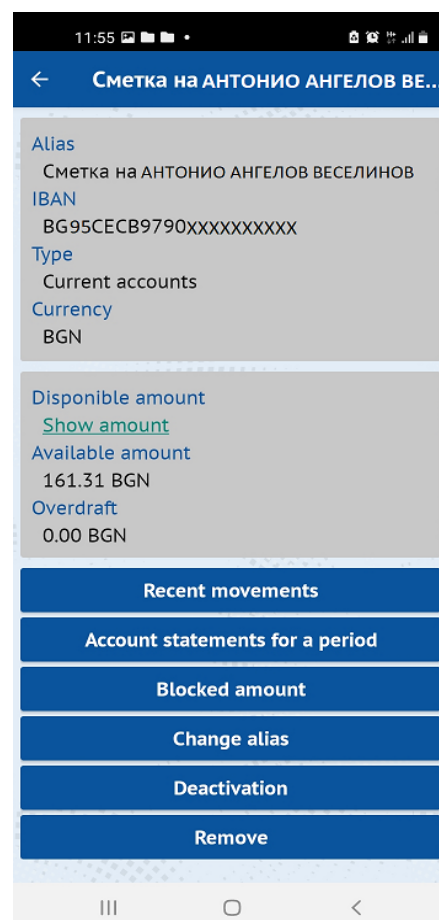 11:55
Сметка на АНТОНИО АНГЕЛОВ ВЕ...
Alias
Сметка на АНТОНИО АНГЕЛОВ ВЕСЕЛИНОВ
IBAN
BG95CECB9790xxxxxxxxxx
Type
Current accounts
Currency
BGN
Disponible amount
Show amount
Available amount
161.31 BGN
Overdraft
0.00 BGN
Recent movements
Account statements for a period
Blocked amount
Change alias
Deactivation
Remove